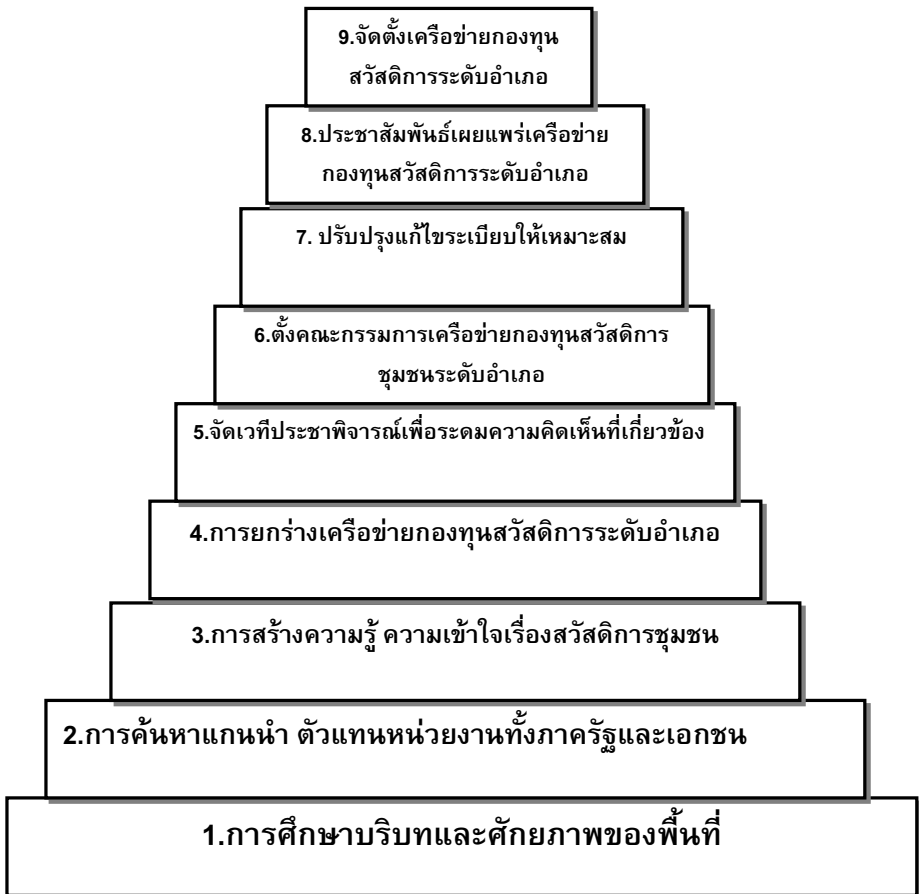 9.จัดตั้งเครือข่ายกองทุน
สวัสดิการระดับอำเภอ
8.ประชาสัมพันธ์เผยแพร่เครือข่าย
กองทุนสวัสดิการระดับอำเภอ
7. ปรับปรุงแก้ไขระเบียบให้เหมาะสม
6.ตั้งคณะกรรมการเครือข่ายกองทุนสวัสดิการ
ชุมชนระดับอำเภอ
5.จัดเวทีประชาพิจารณ์เพื่อระดมความคิดเห็นที่เกี่ยวข้อง
4.การยกร่างเครือข่ายกองทุนสวัสดิการระดับอำเภอ
3.การสร้างความรู้ ความเข้าใจเรื่องสวัสดิการชุมชน
2.การค้นหาแกนนำ ตัวแทนหน่วยงานทั้งภาครัฐและเอกชน
1.การศึกษาบริบทและศักยภาพของพื้นที่